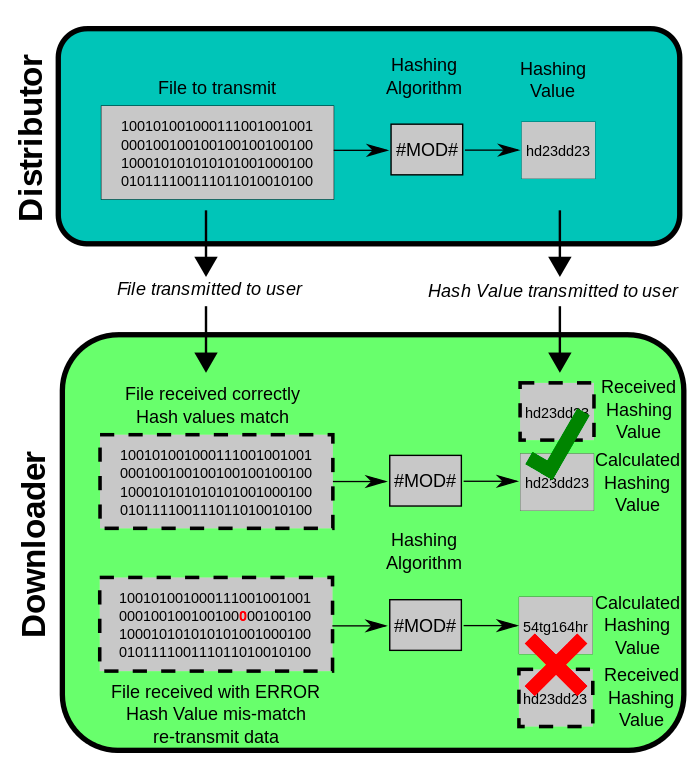 Distributor
File to transmit
Hashing
Algorithm
Hashing
Value
100101001000111001001001
000100100100100100100100
100010101010101001000100
010111100111011010010100
#MOD#
hd23dd23
File transmitted to user
Hash Value transmitted to user
Downloader
File received correctly
Hash values match
100101001000111001001001
000100100100100100100100
100010101010101001000100
010111100111011010010100
#MOD#
hd23dd23
Received
Hashing
Value
hd23dd23
Calculated
Hashing
Value
Hashing
Algorithm
100101001000111001001001
000100100100100000100100
100010101010101001000100
010111100111011010010100
#MOD#
54tg164hr
Calculated
Hashing
Value
hd23dd23
Received
Hashing
Value
File received with ERROR
Hash Value mis-match
re-transmit data